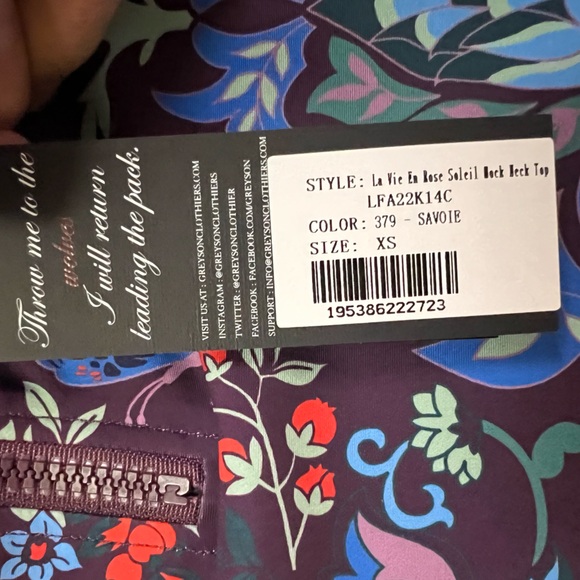 Throw me to the
wolves
I will return
leading the pack.
VISIT US AT : GREYSONCLOTHIERS.COM
INSTAGRAM : @GREYSONCLOTHIERS
TWITTER : @GREYSONCLOTHIER
FACEBOOK : FACEBOOK.COM/GREYSON
SUPPORT : INFO@GREYSONCLOTHIERS.COM
STYLE: La Vie En Rose Soleil Mock Neck Top
LFA22K14C
COLOR: 379 - SAVOIE
SIZE: XS
195386222723